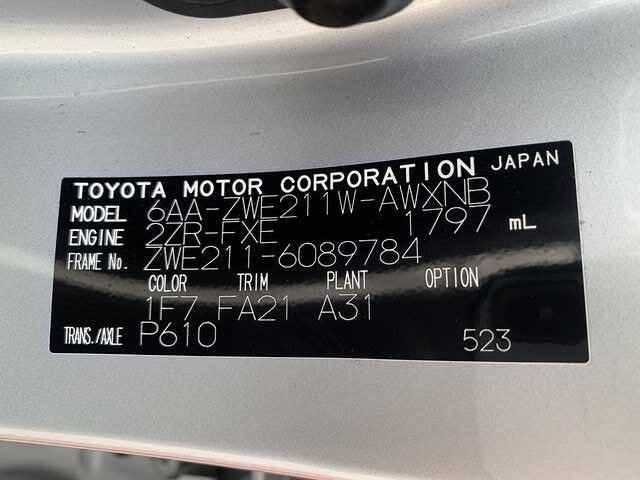 TOYOTA MOTOR CORPORATION JAPAN
MODEL 6AA-ZWE211W-AWXNB
ENGINE 2ZR-FXE 1797 mL
FRAME No. ZWE211-6089784
COLOR TRIM PLANT OPTION
1F7 FA21 A31
TRANS./AXLE P610 523